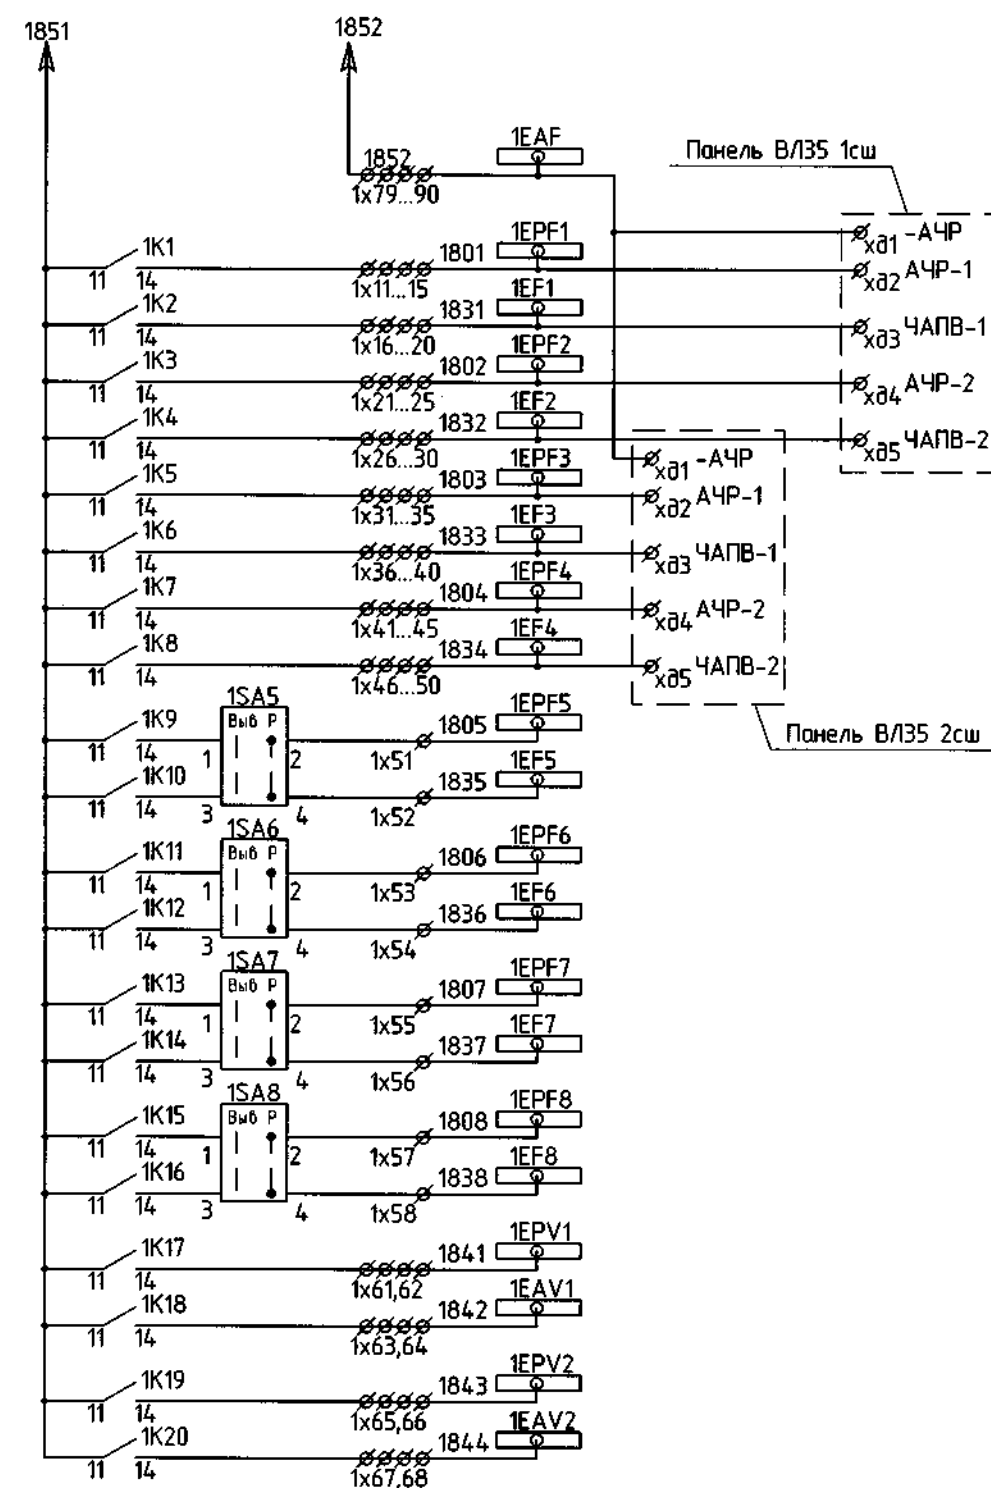 1851
1852
1EAF
1852
1x79...90
Панель ВЛ35 1сш
1K1
11 14
1x11...15
1801
1EPF1
1K2
11 14
1x16...20
1831
1EF1
1K3
11 14
1x21...25
1802
1EPF2
1K4
11 14
1x26...30
1832
1EF2
xд1 -АЧР
xд2 АЧР-1
xд3 ЧАПВ-1
xд4 АЧР-2
xд5 ЧАПВ-2
1K5
11 14
1x31...35
1803
1EPF3
1K6
11 14
1x36...40
1833
1EF3
1K7
11 14
1x41...45
1804
1EPF4
1K8
11 14
1x46...50
1834
1EF4
xд1 -АЧР
xд2 АЧР-1
xд3 ЧАПВ-1
xд4 АЧР-2
xд5 ЧАПВ-2
Панель ВЛ35 2сш
1SA5
Выб Р
1K9
11 14 1 2
1x51
1805
1EPF5
1K10
11 14 3 4
1x52
1835
1EF5
1SA6
Выб Р
1K11
11 14 1 2
1x53
1806
1EPF6
1K12
11 14 3 4
1x54
1836
1EF6
1SA7
Выб Р
1K13
11 14 1 2
1x55
1807
1EPF7
1K14
11 14 3 4
1x56
1837
1EF7
1SA8
Выб Р
1K15
11 14 1 2
1x57
1808
1EPF8
1K16
11 14 3 4
1x58
1838
1EF8
1K17
11 14
1x61,62
1841
1EPV1
1K18
11 14
1x63,64
1842
1EAV1
1K19
11 14
1x65,66
1843
1EPV2
1K20
11 14
1x67,68
1844
1EAV2